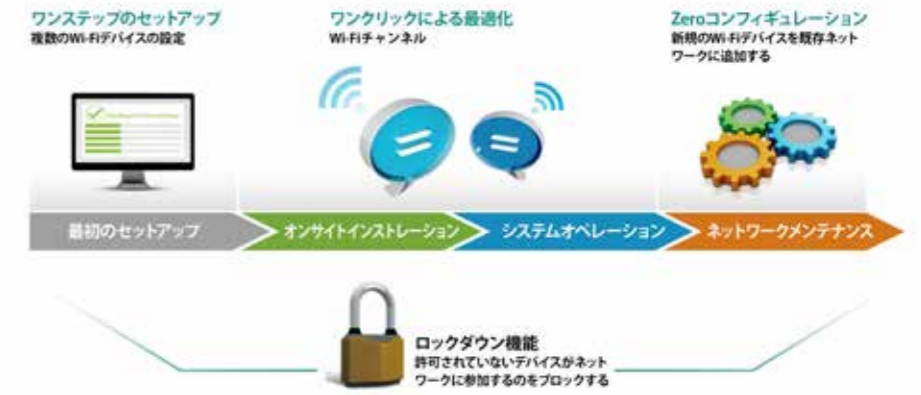 ワンステップのセットアップ
複数のWi-Fiデバイスの設定
ワンクリックによる最適化
Wi-Fiチャンネル
Zeroコンフィギュレーション
新規のWi-Fiデバイスを既存ネット
ワークに追加する
最初のセットアップ
オンサイトインストレーション
システムオペレーション
ネットワークメンテナンス
ロックダウン機能
許可されていないデバイスがネット
ワークに参加するのをブロックする